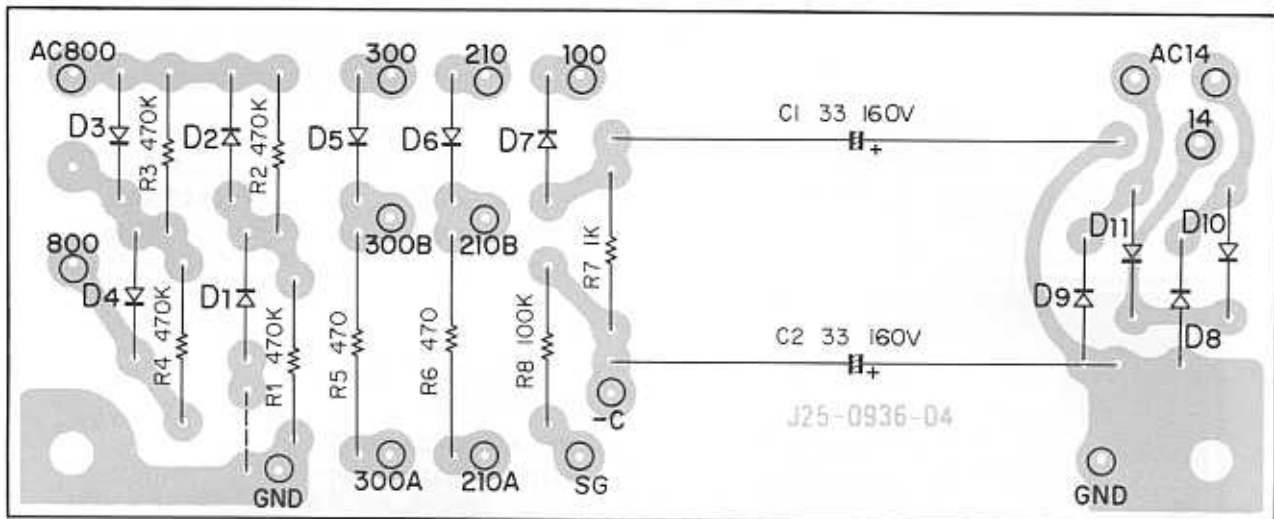 AC800
300
210
100
AC14
D3
R3 470K
D2
R2 470K
D5
D6
D7
C1 33 160V
+
14
800
300B
210B
R7 1K
D11
D10
D4
R4 470K
D1
R1 470K
R5 470
R6 470
R8 100K
D9
D8
C2 33 160V
+
-C
J25-0936-04
GND
300A
210A
SG
GND